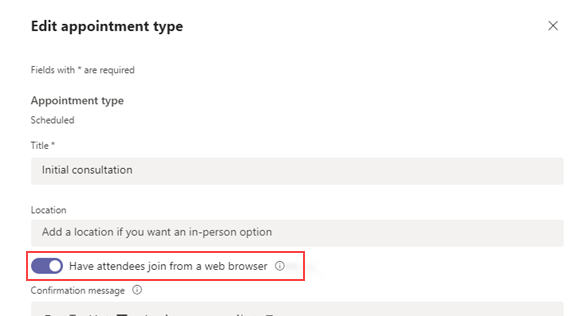 Edit appointment type
Fields with * are required
Appointment type
Scheduled
Title *
Initial consultation
Location
Add a location if you want an in-person option
Have attendees join from a web browser
Confirmation message